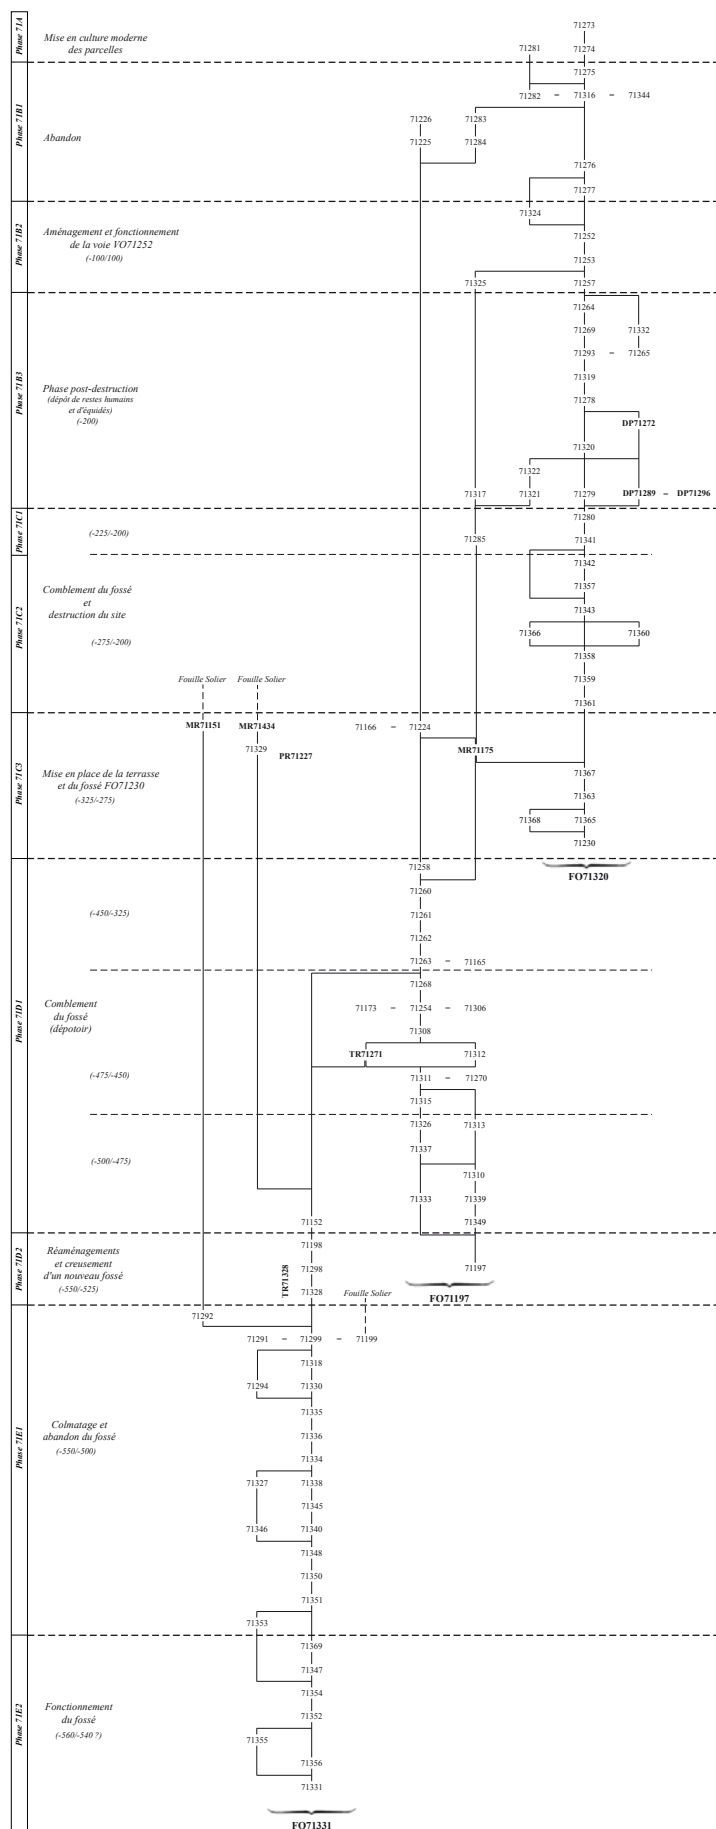 Phase 71A
Mise en culture moderne
des parcelles
71273
71281
71274
Phase 71B1
71275
71282 – 71316 – 71344
71226
71283
Abandon
71225
71284
71276
71277
Phase 71B2
71324
Aménagement et fonctionnement
de la voie VO71252
(-100/100)
71252
71253
71325
71257
Phase 71B3
71264
71269
71332
71293 – 71265
71319
Phase post-destruction
(dépôt de restes humains
et d'équidés)
(-200)
71278
DP71272
71320
71322
71317
71321
71279
DP71289 – DP71296
Phase 71C1
71280
(-225/-200)
71285
71341
Phase 71C2
71342
Comblement du fossé
et
destruction du site
71357
71343
71366
71360
(-275/-200)
71358
71359
Fouille Solier
Fouille Solier
71361
Phase 71C3
MR71151
MR71434
71166 – 71224
71329
PR71227
MR71175
Mise en place de la terrasse
et du fossé FO71230
(-325/-275)
71367
71363
71368
71365
71230
Phase 71D1
71258
FO71320
71260
(-450/-325)
71261
71262
71263 – 71165
71268
Comblement
du fossé
(dépotoir)
71173 – 71254 – 71306
71308
TR71271
71312
(-475/-450)
71311 – 71270
71315
71326
71313
71337
(-500/-475)
71310
71333
71339
71152
71349
Phase 71D2
71198
Réaménagements
et creusement
d'un nouveau fossé
(-550/-525)
71298
71197
TR71328
71328
Fouille Solier
FO71197
Phase 71E1
71292
71291 – 71299 – 71199
71318
71294
71330
71335
Colmatage et
abandon du fossé
(-550/-500)
71336
71334
71327
71338
71345
71346
71340
71348
71350
71351
71353
Phase 71E2
71369
71347
71354
Fonctionnement
du fossé
(-560/-540 ?)
71352
71355
71356
71331
FO71331